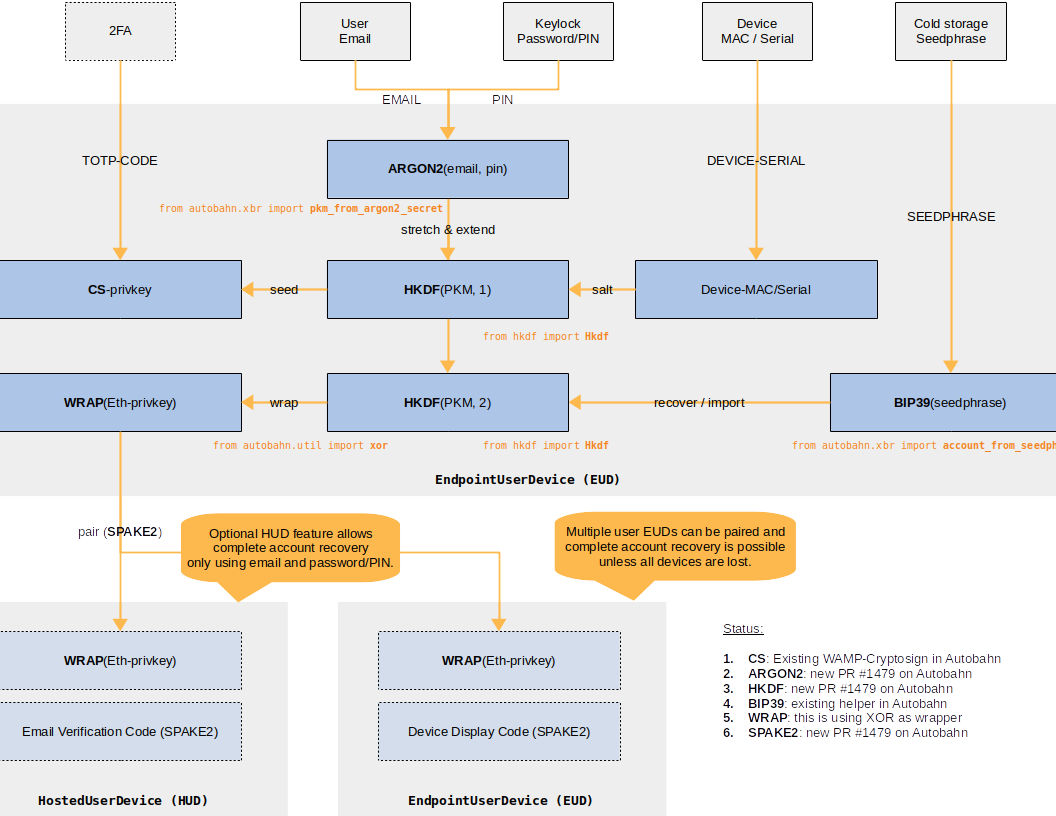 2FA
User
Email
Keylock
Password/PIN
Device
MAC / Serial
Cold storage
Seedphrase
EMAIL
PIN
TOTP-CODE
ARGON2(email, pin)
DEVICE-SERIAL
from autobahn.xbr import pkm_from_argon2_secret
SEEDPHRASE
stretch & extend
CS-privkey
seed
HKDF(PKM, 1)
salt
Device-MAC/Serial
from hkdf import Hkdf
WRAP(Eth-privkey)
wrap
HKDF(PKM, 2)
recover / import
BIP39(seedphrase)
from autobahn.util import xor
from hkdf import Hkdf
from autobahn.xbr import account_from_seedph
EndpointUserDevice (EUD)
pair (SPAKE2)
Optional HUD feature allows
complete account recovery
only using email and password/PIN.
Multiple user EUDs can be paired and
complete account recovery is possible
unless all devices are lost.
WRAP(Eth-privkey)
Email Verification Code (SPAKE2)
HostedUserDevice (HUD)
WRAP(Eth-privkey)
Device Display Code (SPAKE2)
EndpointUserDevice (EUD)
Status:
1. CS: Existing WAMP-Cryptosign in Autobahn
2. ARGON2: new PR #1479 on Autobahn
3. HKDF: new PR #1479 on Autobahn
4. BIP39: existing helper in Autobahn
5. WRAP: this is using XOR as wrapper
6. SPAKE2: new PR #1479 on Autobahn